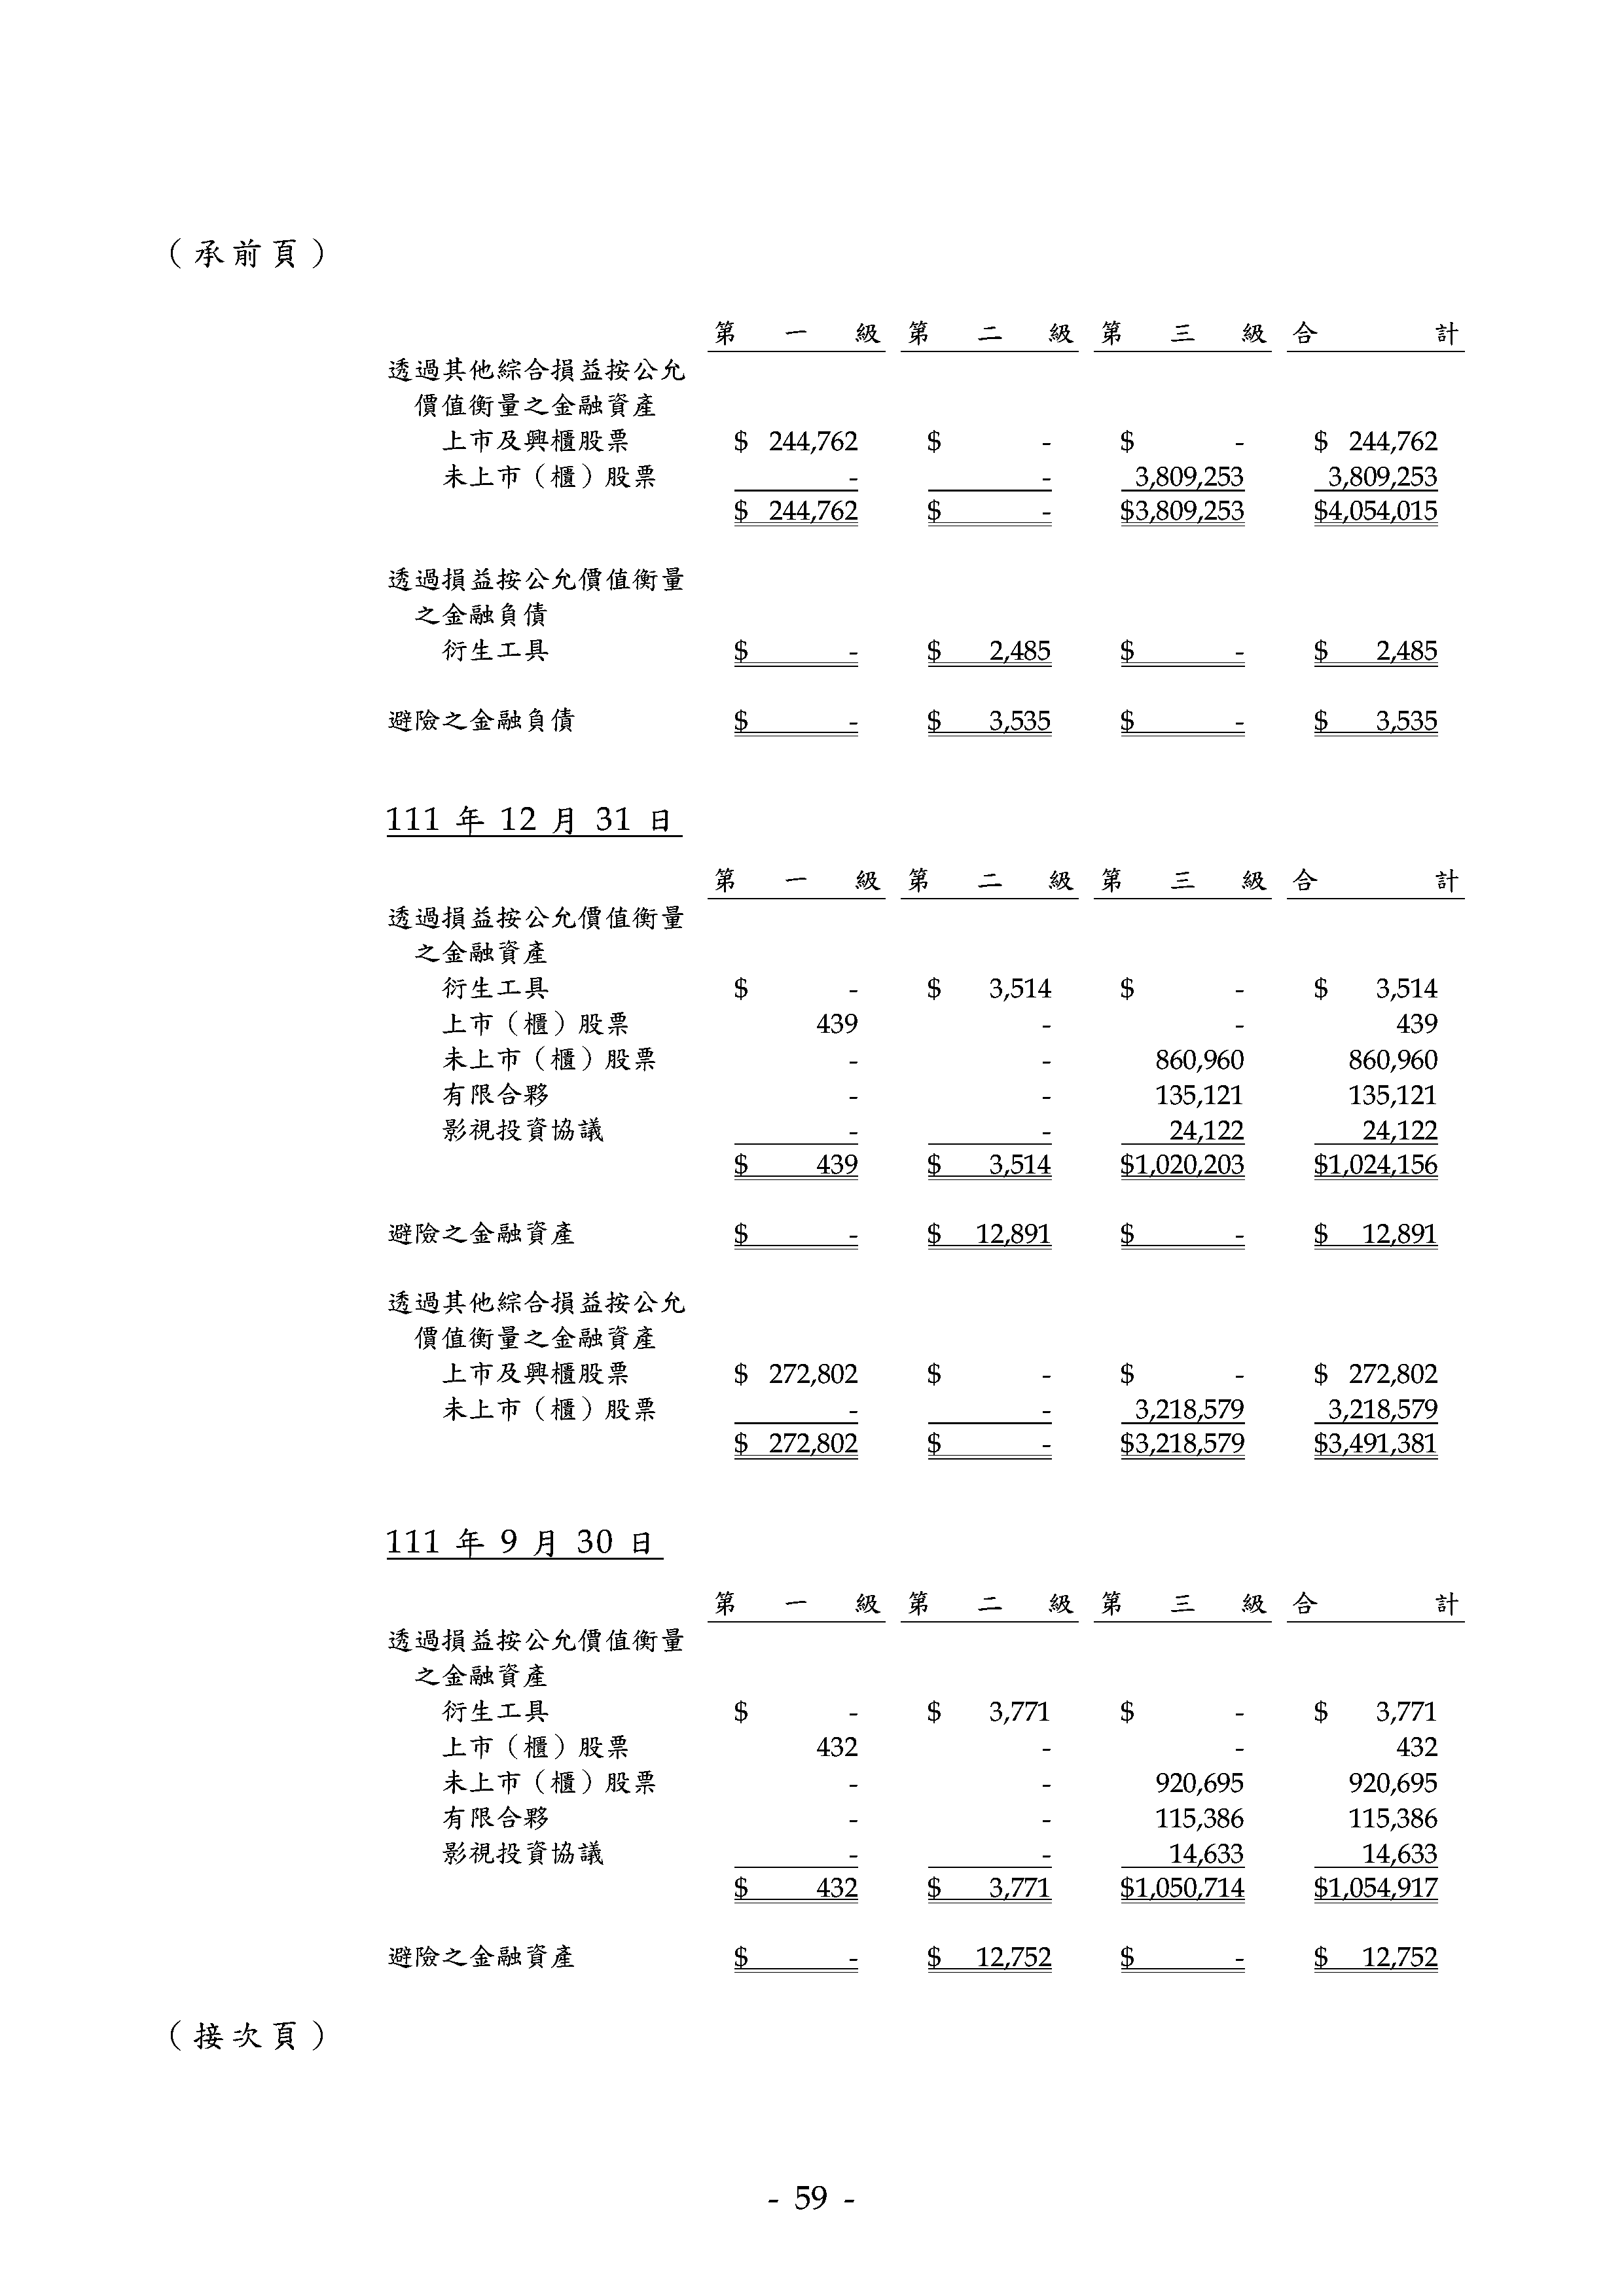 （承前頁）
第一級 第二級 第三級 合計
透過其他綜合損益按公允
價值衡量之金融資產
上市及興櫃股票 $ 244,762 $ - $ - $ 244,762
未上市（櫃）股票 - - 3,809,253 3,809,253
$ 244,762 $ - $3,809,253 $4,054,015
透過損益按公允價值衡量
之金融負債
衍生工具 $ - $ 2,485 $ - $ 2,485
避險之金融負債 $ - $ 3,535 $ - $ 3,535
111 年 12 月 31 日
第一級 第二級 第三級 合計
透過損益按公允價值衡量
之金融資產
衍生工具 $ - $ 3,514 $ - $ 3,514
上市（櫃）股票 439 - - 439
未上市（櫃）股票 - - 860,960 860,960
有限合夥 - - 135,121 135,121
影視投資協議 - - 24,122 24,122
$ 439 $ 3,514 $1,020,203 $1,024,156
避險之金融資產 $ - $ 12,891 $ - $ 12,891
透過其他綜合損益按公允
價值衡量之金融資產
上市及興櫃股票 $ 272,802 $ - $ - $ 272,802
未上市（櫃）股票 - - 3,218,579 3,218,579
$ 272,802 $ - $3,218,579 $3,491,381
111 年 9 月 30 日
第一級 第二級 第三級 合計
透過損益按公允價值衡量
之金融資產
衍生工具 $ - $ 3,771 $ - $ 3,771
上市（櫃）股票 432 - - 432
未上市（櫃）股票 - - 920,695 920,695
有限合夥 - - 115,386 115,386
影視投資協議 - - 14,633 14,633
$ 432 $ 3,771 $1,050,714 $1,054,917
避險之金融資產 $ - $ 12,752 $ - $ 12,752
（接次頁）
- 59 -